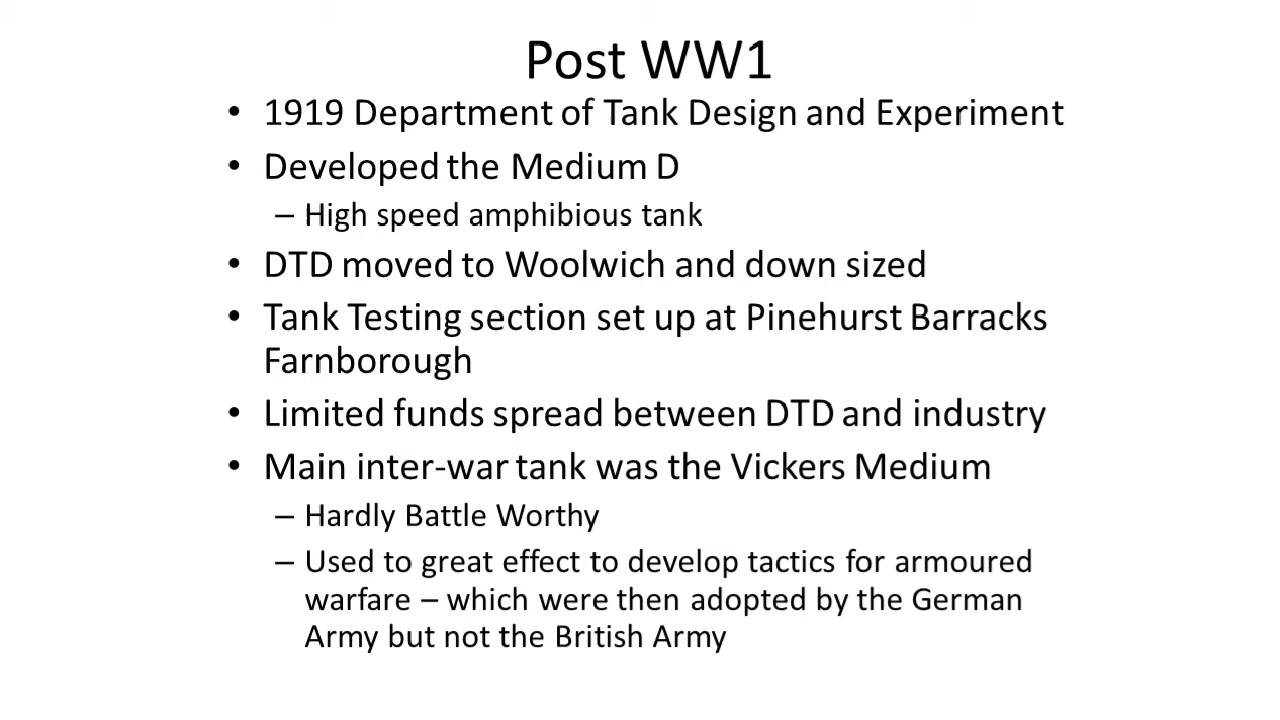 Post WW1
• 1919 Department of Tank Design and Experiment
• Developed the Medium D
– High speed amphibious tank
• DTD moved to Woolwich and down sized
• Tank Testing section set up at Pinehurst Barracks
Farnborough
• Limited funds spread between DTD and industry
• Main inter-war tank was the Vickers Medium
– Hardly Battle Worthy
– Used to great effect to develop tactics for armoured
warfare – which were then adopted by the German
Army but not the British Army